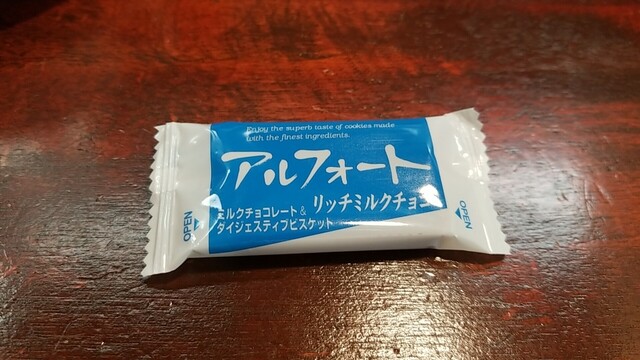 Enjoy the superb taste of cookies made
with the finest ingredients.
アルフォート
リッチミルクチョコ
ミルクチョコレート&
ダイジェスティブビスケット
OPEN
OPEN